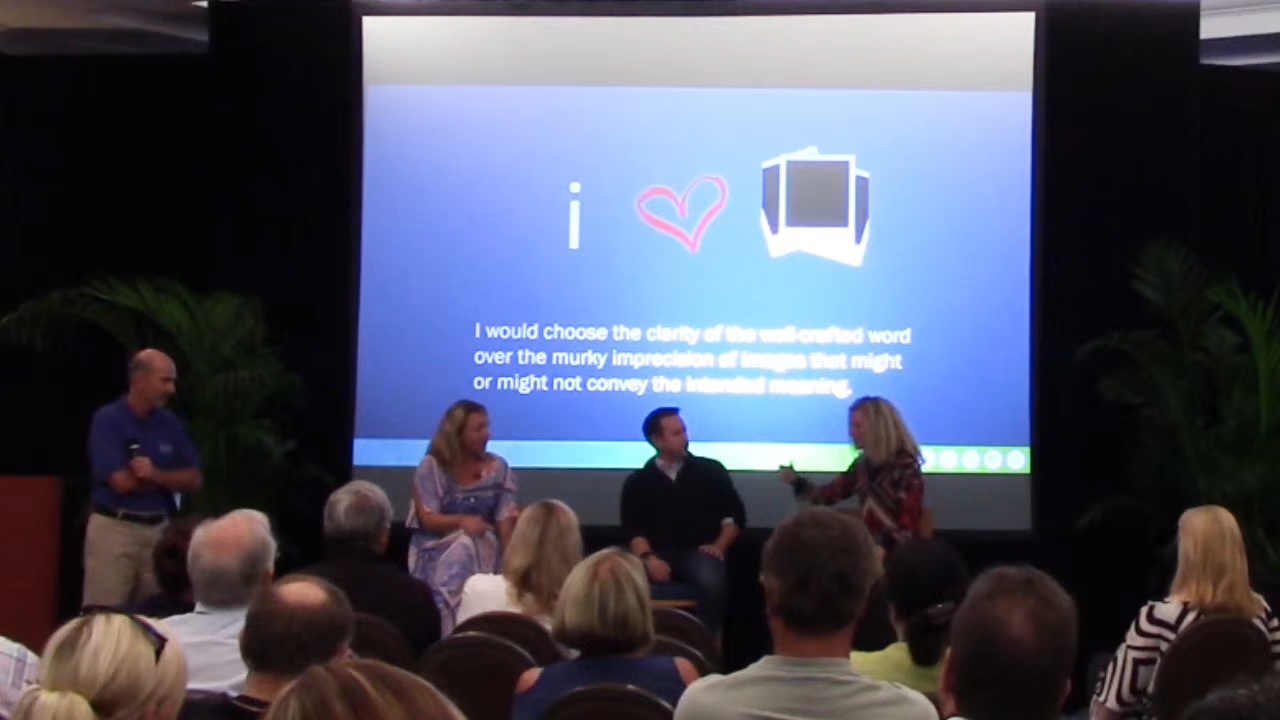 i
I would choose the clarity of the well-crafted word
over the murky imprecision of images that might
or might not convey the intended meaning.